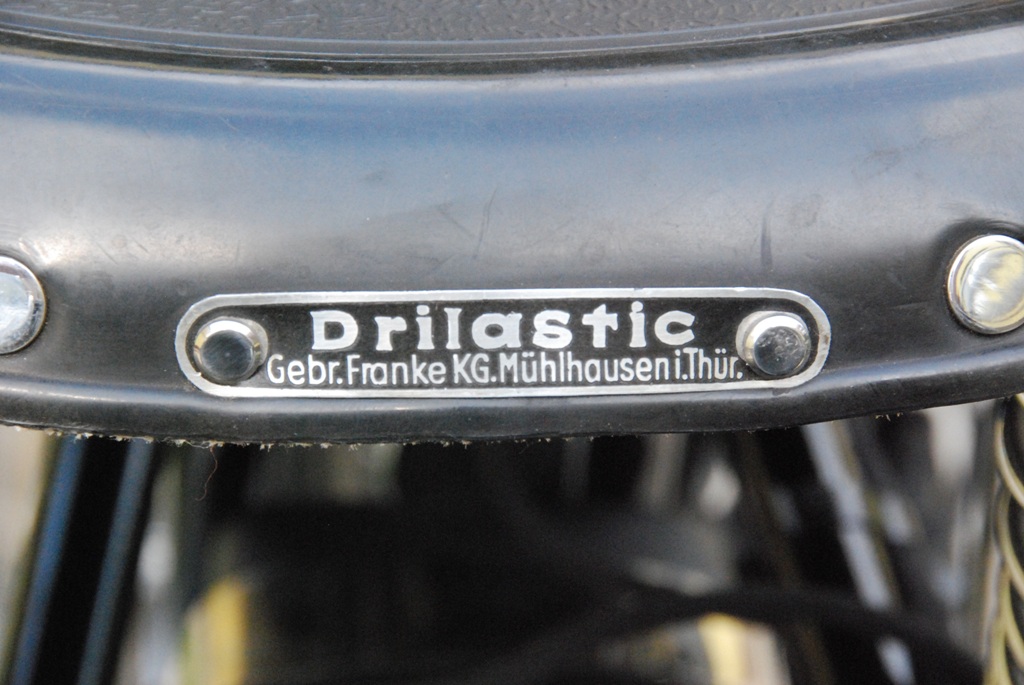 Drilastic
Gebr. Franke KG. Mühlhausen i. Thür.